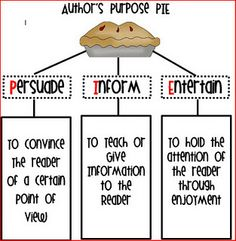 Author's Purpose Pie
Persuade
Inform
Entertain
To convince
the reader
of a certain
point of
view
To teach or
give
information
to the
reader
To hold the
attention of
the reader
through
enjoyment